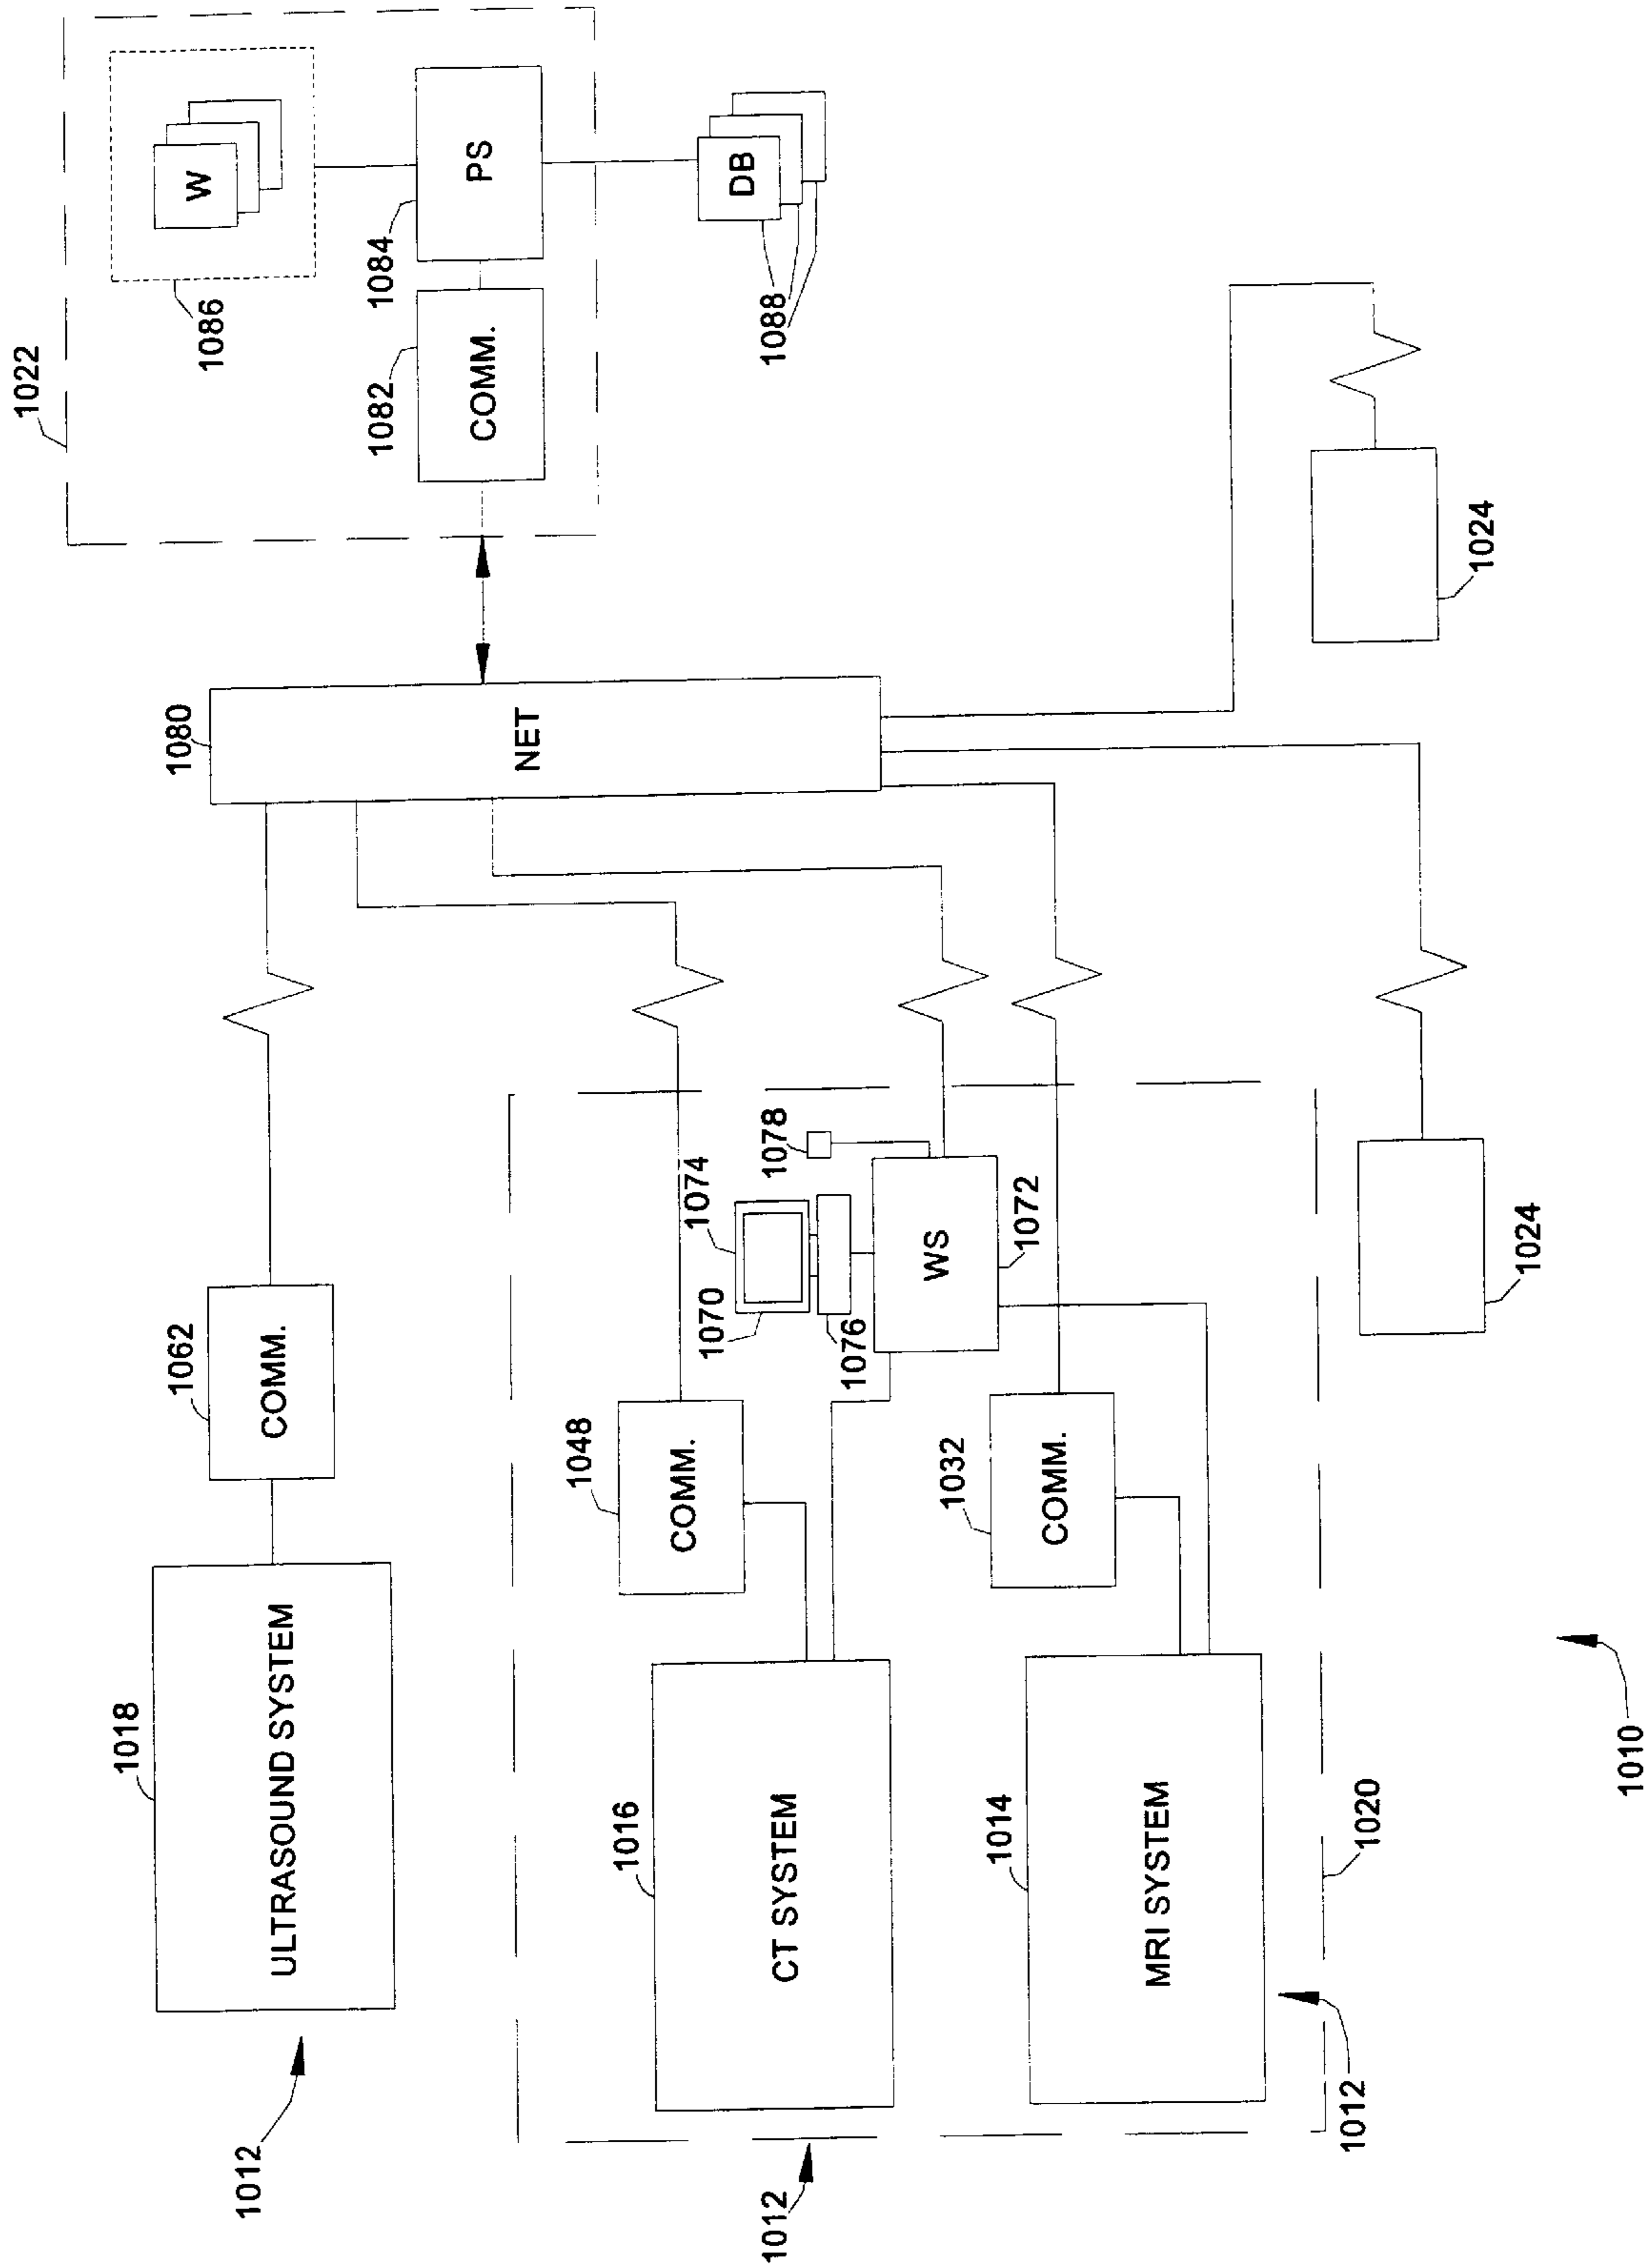 1022
1086
W
1084
PS
1082
COMM.
DB
1088
1080
NET
1018
ULTRASOUND SYSTEM
1012
1062
COMM.
1048
COMM.
1070
1074
1078
1076
WS
1072
1016
CT SYSTEM
1012
1032
COMM.
1014
MRI SYSTEM
1012
1020
1024
1024
1010